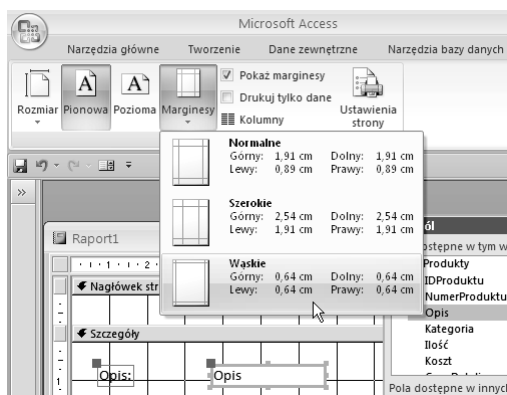 Microsoft Access
Narzędzia główne Tworzenie Dane zewnętrzne Narzędzia bazy danych
Rozmiar Pionowa Pozioma Marginesy
Pokaż marginesy
Drukuj tylko dane
Kolumny
Ustawienia strony
Normalne
Górny: 1,91 cm Dolny: 1,91 cm
Lewy: 0,89 cm Prawy: 0,89 cm
Szerokie
Górny: 2,54 cm Dolny: 2,54 cm
Lewy: 1,91 cm Prawy: 1,91 cm
Wąskie
Górny: 0,64 cm Dolny: 0,64 cm
Lewy: 0,64 cm Prawy: 0,64 cm
Raport1
1 2
Nagłówek str
Szczegóły
1
Opis: Opis
ól
ostępne w tym w
Produkty
IDProduktu
NumerProduktu
Opis
Kategoria
Ilość
Koszt
Pola dostępne w innych